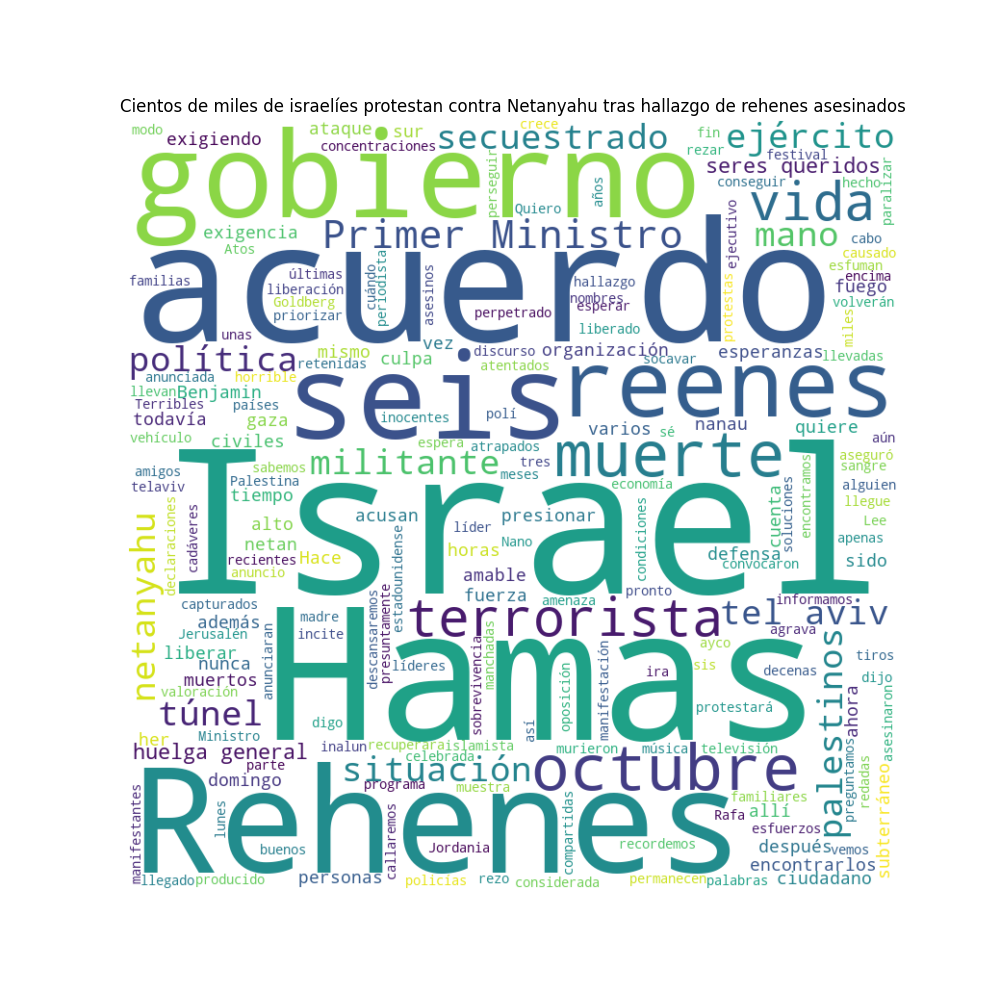 Cientos de miles de israelíes protestan contra Netanyahu tras hallazgo de rehenes asesinados
modo
exigiendo
ataque
sur
concentraciones
crece
secuestrado
fin
rezar
ejército
festival
seres queridos
gobierno
perseguir
Quiero
años
conseguir
hecho
paralizar
vida
exigencia
Atos
Primer Ministro
ejecutivo
mano
cabo
causado
esfuman
encima
familias
últimas
liberación
Goldberg
priorizar
cuándo
periodista
acuerdo
asesinos
hallazgo
nombres
esperar
perpetrado
liberado
protestas
fuego
volverán
miles
unas
política
mismo
retenidas
culpa
vez
discurso
atentados
organización
socavar
esperanzas
llevadas
anunciada
horrible
llevan
Benjamin
Terribles
países
todavía
gaza
seis
inocentes
polí
reenes
varios
sé
nanau
quiere
vehículo
civiles
espera
atrapados
aún
amigos
sabemos
militante
tres
meses
muerte
aseguró
sangre
telaviv
Palestina
tiempo
economía
alguien
llegue
Israel
netanyahu
declaraciones
cadáveres
alto
netan
acusan
líder
presionar
condiciones
cuenta
soluciones
encontramos
Lee
apenas
recientes
anuncio
Hace
estadounidense
horas
Nano
defensa
convocaron
sido
amable
fuerza
pronto
amenaza
capturados
además
madre
incite
presuntamente
descansaremos
terrorista
informamos
tel aviv
agrava
Jerusalén
liberar
nunca
muertos
valoración
anunciaran
Hamas
líderes
sobrevivencia
manchadas
así
oposición
manifestación
ira
sis
ayco
decenas
protestará
palestinos
tiros
dijo
ahora
asesinaron
túnel
digo
her
Ministro
huelga general
parte
inalun
recuperara
islamista
celebrada
murieron
música
televisión
preguntamos
redadas
subterráneo
domingo
situación
programa
muestra
octubre
familiares
allí
manifestantes
lunes
Rehenes
buenos
callaremos
Jordania
compartidas
recordemos
Rafa
esfuerzos
después
vemos
encontrarlos
llegado
producido
personas
policias
rezo
considerada
permanecen
palabras
ciudadano